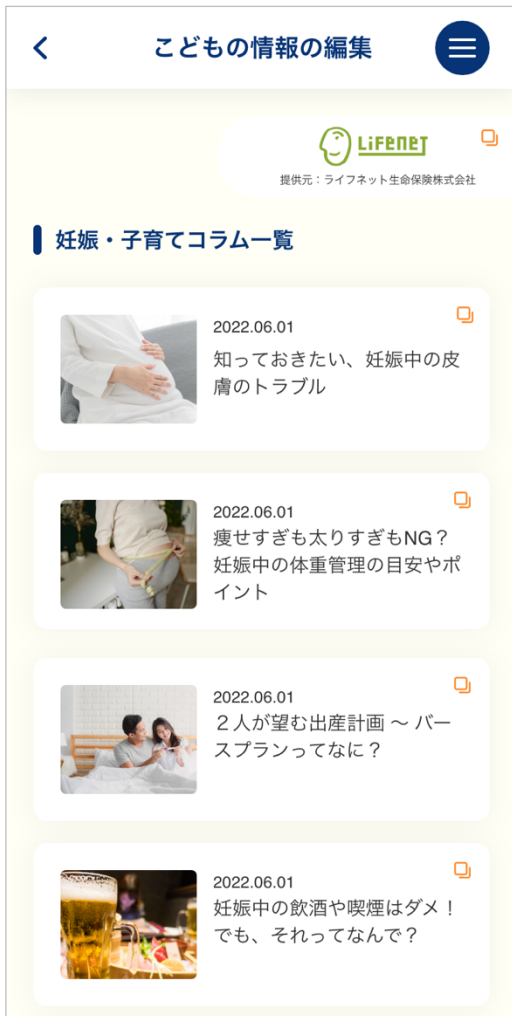 こどもの情報の編集
LIFENET
提供元：ライフネット生命保険株式会社
妊娠・子育てコラム一覧
2022.06.01
知っておきたい、妊娠中の皮
膚のトラブル
2022.06.01
痩せすぎも太りすぎもNG？
妊娠中の体重管理の目安やポ
イント
2022.06.01
２人が望む出産計画 〜 バー
スプランってなに？
2022.06.01
妊娠中の飲酒や喫煙はダメ！
でも、それってなんで？